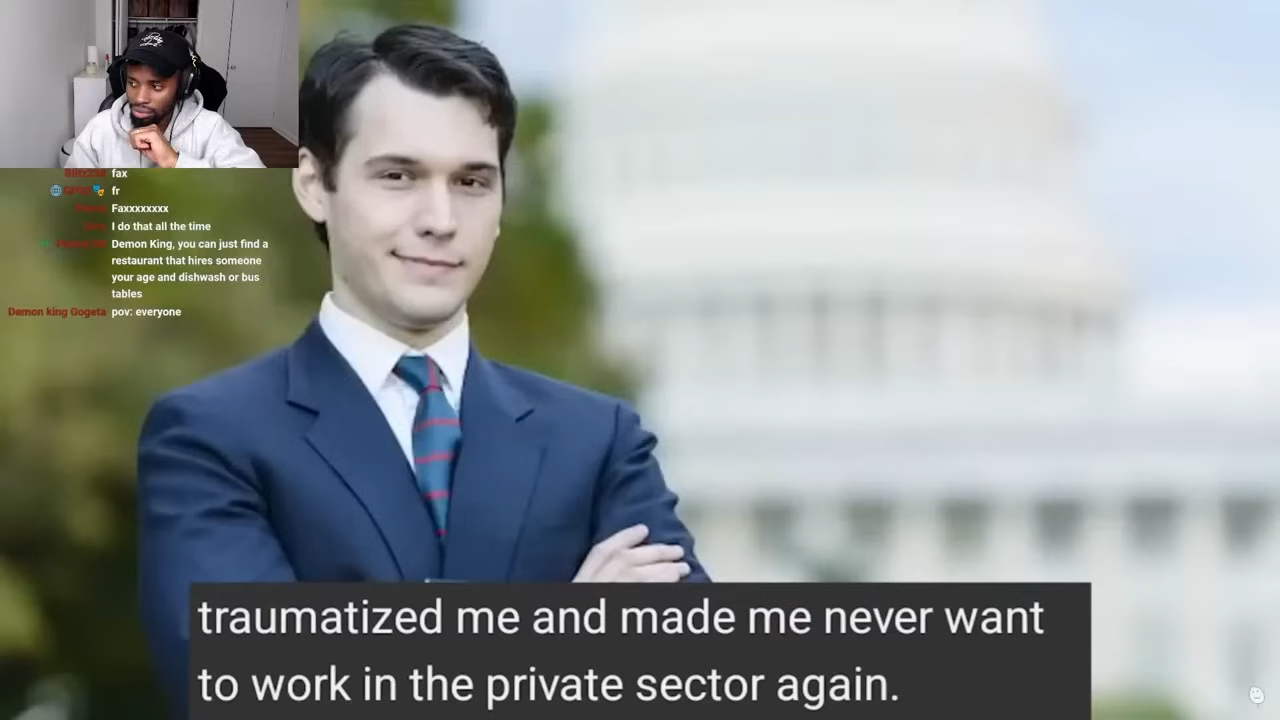 fax
fr
Faxxxxxxxx
I do that all the time
Demon King, you can just find a
restaurant that hires someone
your age and dishwash or bus
tables
Demon king Gogeta pov: everyone
traumatized me and made me never want
to work in the private sector again.